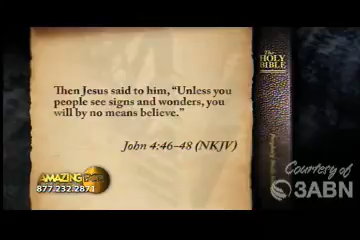 Then Jesus said to him, “Unless you
people see signs and wonders, you
will by no means believe.”
John 4:46–48 (NKJV)
The
HOLY
BIBLE
AMAZING
877.232.2871
Courtesy of
3ABN